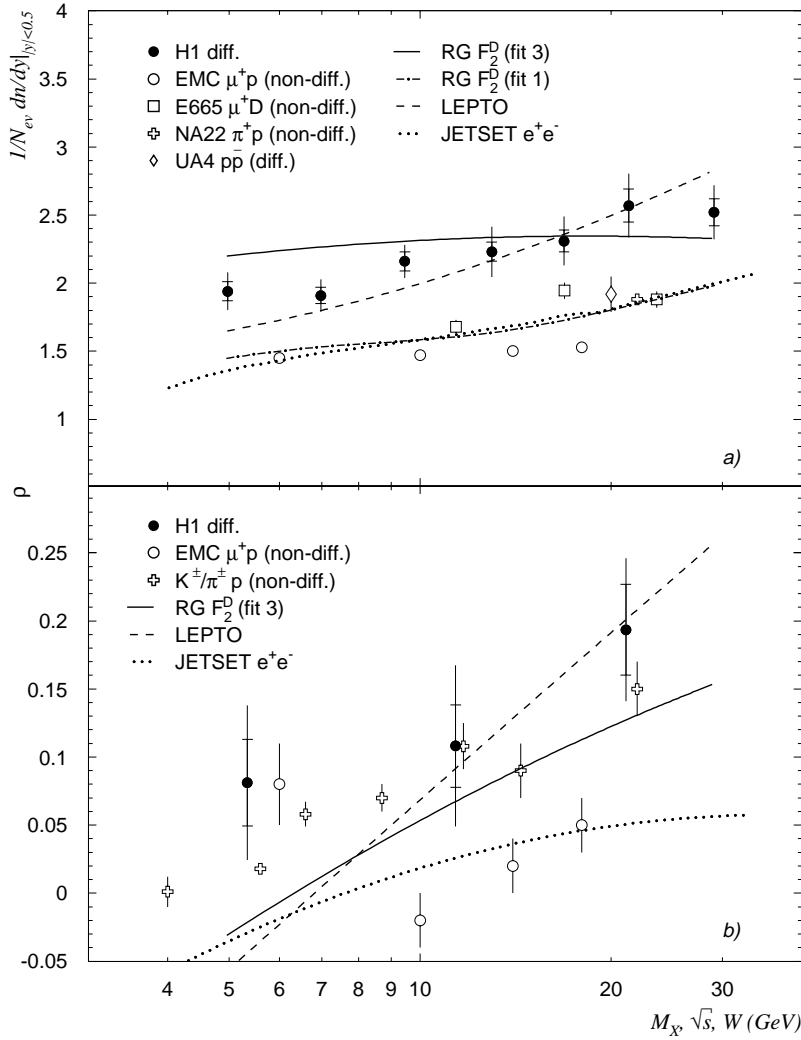 1/N_ev dn/dy|_|y|<0.5
4
3.5
3
2.5
2
1.5
1
H1 diff.
EMC μ⁺p (non-diff.)
E665 μ⁺D (non-diff.)
NA22 π⁺p (non-diff.)
UA4 pp̄ (diff.)
RG F₂ᴰ (fit 3)
RG F₂ᴰ (fit 1)
LEPTO
JETSET e⁺e⁻
a)
ρ
0.25
0.2
0.15
0.1
0.05
0
-0.05
H1 diff.
EMC μ⁺p (non-diff.)
K±/π± p (non-diff.)
RG F₂ᴰ (fit 3)
LEPTO
JETSET e⁺e⁻
b)
4 5 6 7 8 9 10 20 30
M_X, √s, W (GeV)